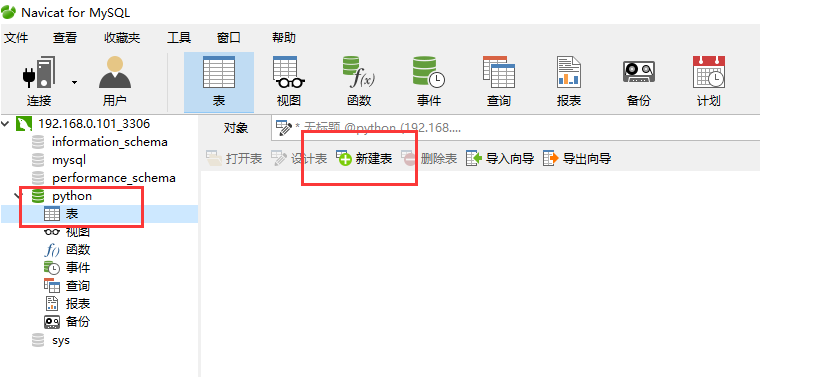 Navicat for MySQL
文件 查看 收藏夹 工具 窗口 帮助
连接 用户 表 视图 函数 事件 查询 报表 备份 计划
192.168.0.101_3306
information_schema
mysql
performance_schema
python
表
视图
函数
事件
查询
报表
备份
sys
对象 * 无标题 @python (192.168....
打开表 设计表 新建表 删除表 导入向导 导出向导